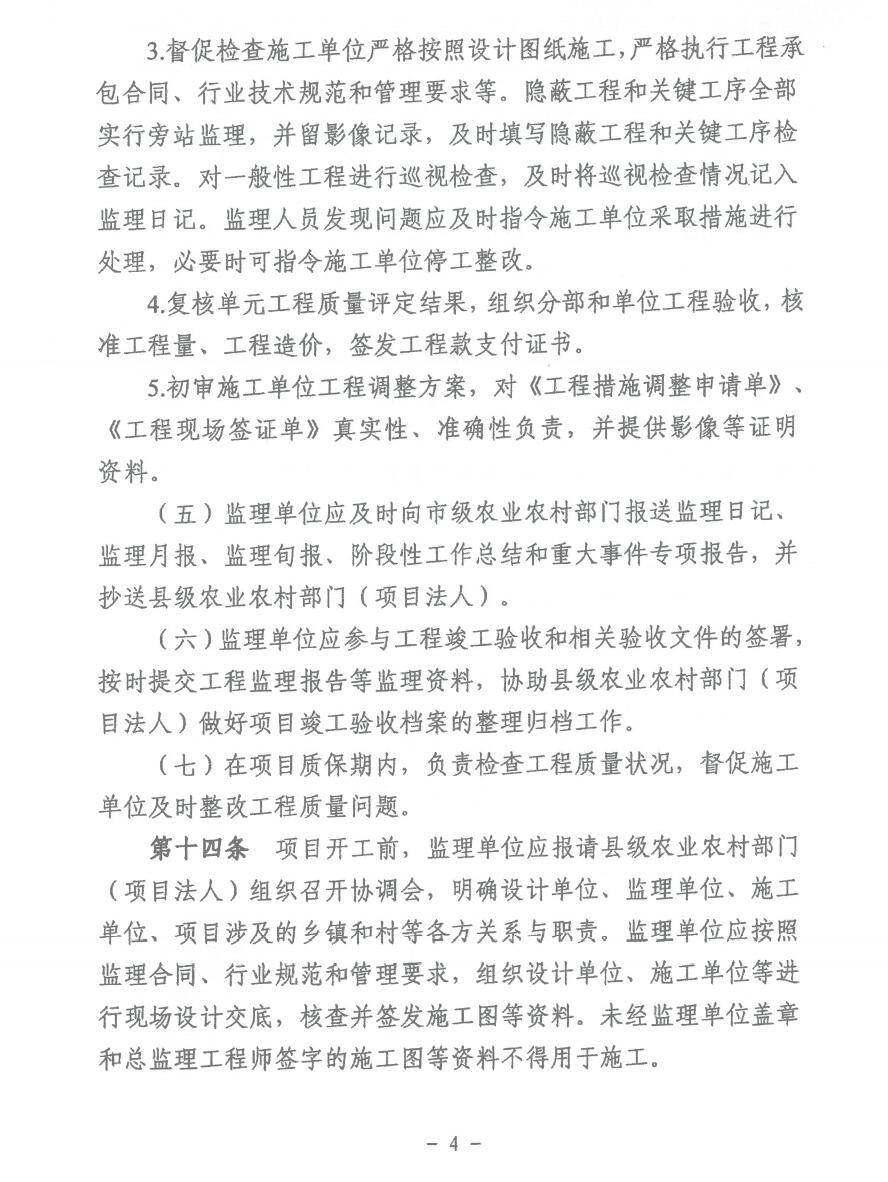 3.督促检查施工单位严格按照设计图纸施工，严格执行工程承
包合同、行业技术规范和管理要求等。隐蔽工程和关键工序全部
实行旁站监理，并留影像记录，及时填写隐蔽工程和关键工序检
查记录。对一般性工程进行巡视检查，及时将巡视检查情况记入
监理日记。监理人员发现问题应及时指令施工单位采取措施进行
处理，必要时可指令施工单位停工整改。
4.复核单元工程质量评定结果，组织分部和单位工程验收，核
准工程量、工程造价，签发工程款支付证书。
5.初审施工单位工程调整方案，对《工程措施调整申请单》、
《工程现场签证单》真实性、准确性负责，并提供影像等证明
资料。
（五）监理单位应及时向市级农业农村部门报送监理日记、
监理月报、监理旬报、阶段性工作总结和重大事件专项报告，并
抄送县级农业农村部门（项目法人）。
（六）监理单位应参与工程竣工验收和相关验收文件的签署，
按时提交工程监理报告等监理资料，协助县级农业农村部门（项
目法人）做好项目竣工验收档案的整理归档工作。
（七）在项目质保期内，负责检查工程质量状况，督促施工
单位及时整改工程质量问题。
第十四条　项目开工前，监理单位应报请县级农业农村部门
（项目法人）组织召开协调会，明确设计单位、监理单位、施工
单位、项目涉及的乡镇和村等各方关系与职责。监理单位应按照
监理合同、行业规范和管理要求，组织设计单位、施工单位等进
行现场设计交底，核查并签发施工图等资料。未经监理单位盖章
和总监理工程师签字的施工图等资料不得用于施工。
- 4 -